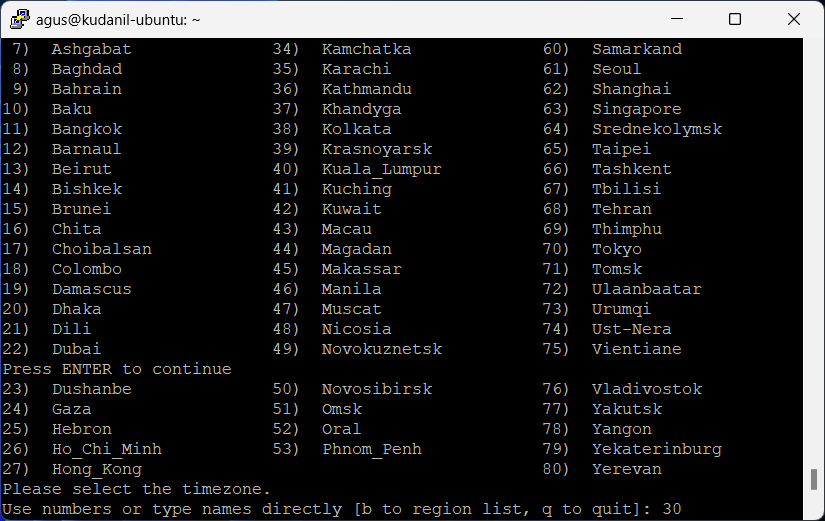 agus@kudanil-ubuntu: ~
7) Ashgabat 34) Kamchatka 60) Samarkand
8) Baghdad 35) Karachi 61) Seoul
9) Bahrain 36) Kathmandu 62) Shanghai
10) Baku 37) Khandyga 63) Singapore
11) Bangkok 38) Kolkata 64) Srednekolymsk
12) Barnaul 39) Krasnoyarsk 65) Taipei
13) Beirut 40) Kuala_Lumpur 66) Tashkent
14) Bishkek 41) Kuching 67) Tbilisi
15) Brunei 42) Kuwait 68) Tehran
16) Chita 43) Macau 69) Thimphu
17) Choibalsan 44) Magadan 70) Tokyo
18) Colombo 45) Makassar 71) Tomsk
19) Damascus 46) Manila 72) Ulaanbaatar
20) Dhaka 47) Muscat 73) Urumqi
21) Dili 48) Nicosia 74) Ust-Nera
22) Dubai 49) Novokuznetsk 75) Vientiane
Press ENTER to continue
23) Dushanbe 50) Novosibirsk 76) Vladivostok
24) Gaza 51) Omsk 77) Yakutsk
25) Hebron 52) Oral 78) Yangon
26) Ho_Chi_Minh 53) Phnom_Penh 79) Yekaterinburg
27) Hong_Kong 80) Yerevan
Please select the timezone.
Use numbers or type names directly [b to region list, q to quit]: 30